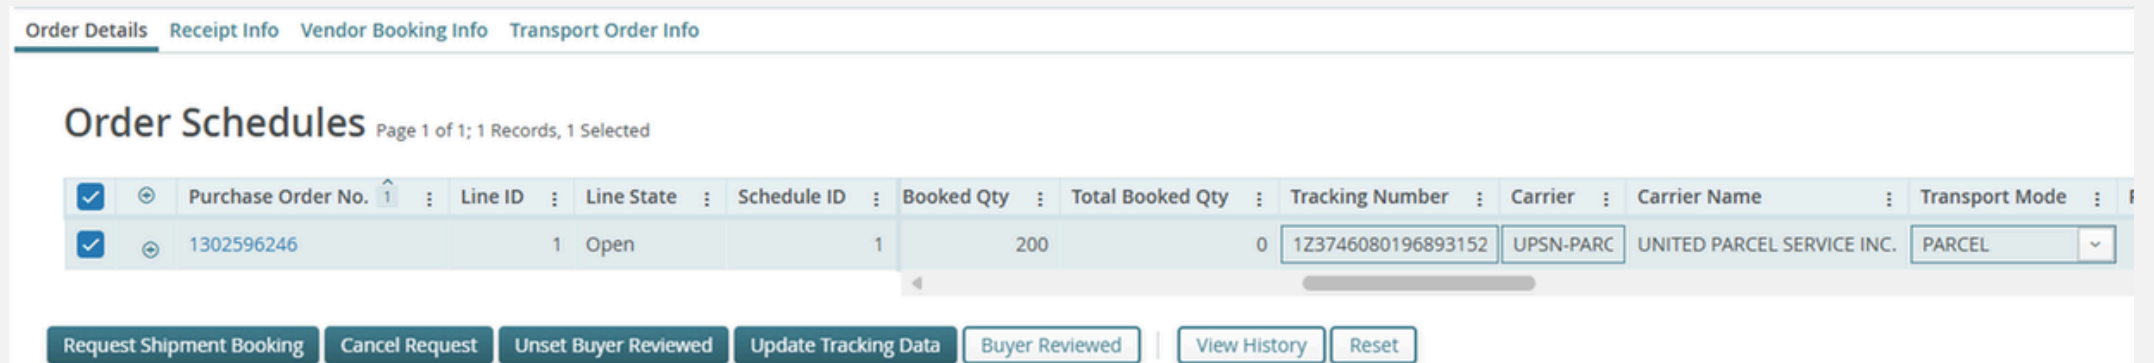 Order Details Receipt Info Vendor Booking Info Transport Order Info
Order Schedules Page 1 of 1; 1 Records, 1 Selected
Purchase Order No. 1 Line ID Line State Schedule ID Booked Qty Total Booked Qty Tracking Number Carrier Carrier Name Transport Mode
1302596246 1 Open 1 200 0 1Z3746080196893152 UPSN-PARC UNITED PARCEL SERVICE INC. PARCEL
Request Shipment Booking Cancel Request Unset Buyer Reviewed Update Tracking Data Buyer Reviewed View History Reset